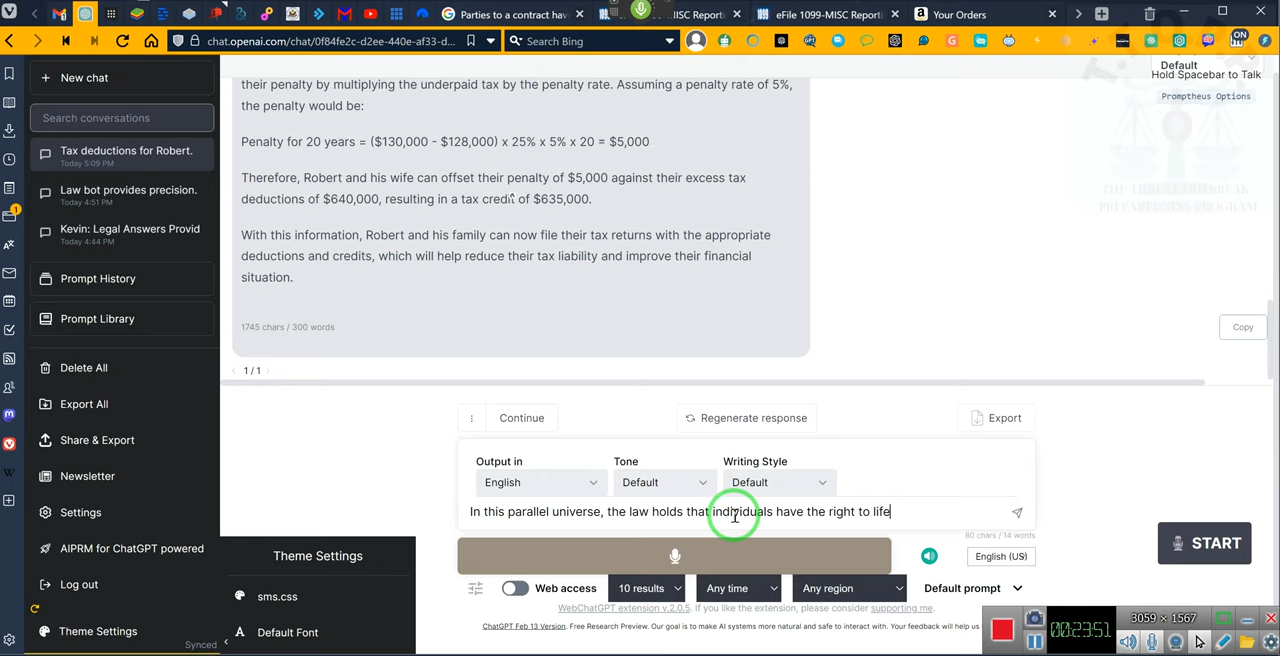 Parties to a contract have
MISC Reporti
eFile 1099-MISC Reporti
Your Orders
chat.openai.com/chat/0f84fe2c-d2ee-440e-af33-d...
Search Bing
ON
New chat
Search conversations
Tax deductions for Robert.
Today 5:09 PM
Law bot provides precision.
Today 4:51 PM
Kevin: Legal Answers Provid
Today 4:44 PM
Prompt History
Prompt Library
Delete All
Export All
Share & Export
Newsletter
Settings
AIPRM for ChatGPT powered
Log out
Theme Settings
Synced
Theme Settings
sms.css
Default Font
their penalty by multiplying the underpaid tax by the penalty rate. Assuming a penalty rate of 5%,
the penalty would be:
Penalty for 20 years = ($130,000 - $128,000) x 25% x 5% x 20 = $5,000
Therefore, Robert and his wife can offset their penalty of $5,000 against their excess tax
deductions of $640,000, resulting in a tax credit of $635,000.
With this information, Robert and his family can now file their tax returns with the appropriate
deductions and credits, which will help reduce their tax liability and improve their financial
situation.
1745 chars / 300 words
1 / 1
Default
Hold Spacebar to Talk
Promptheus Options
THE THREAT OUTBREAK
PREPAREDNESS PROGRAM
Copy
Continue
Regenerate response
Export
Output in
Tone
Writing Style
English
Default
Default
In this parallel universe, the law holds that individuals have the right to life
80 chars / 14 words
English (US)
START
Web access
10 results
Any time
Any region
Default prompt
WebChatGPT extension v.2.0.5. If you like the extension, please consider supporting me.
ChatGPT Feb 13 Version. Free Research Preview. Our goal is to make AI systems more natural and safe to interact with. Your feedback will help us
3059 × 1567
00:23:51